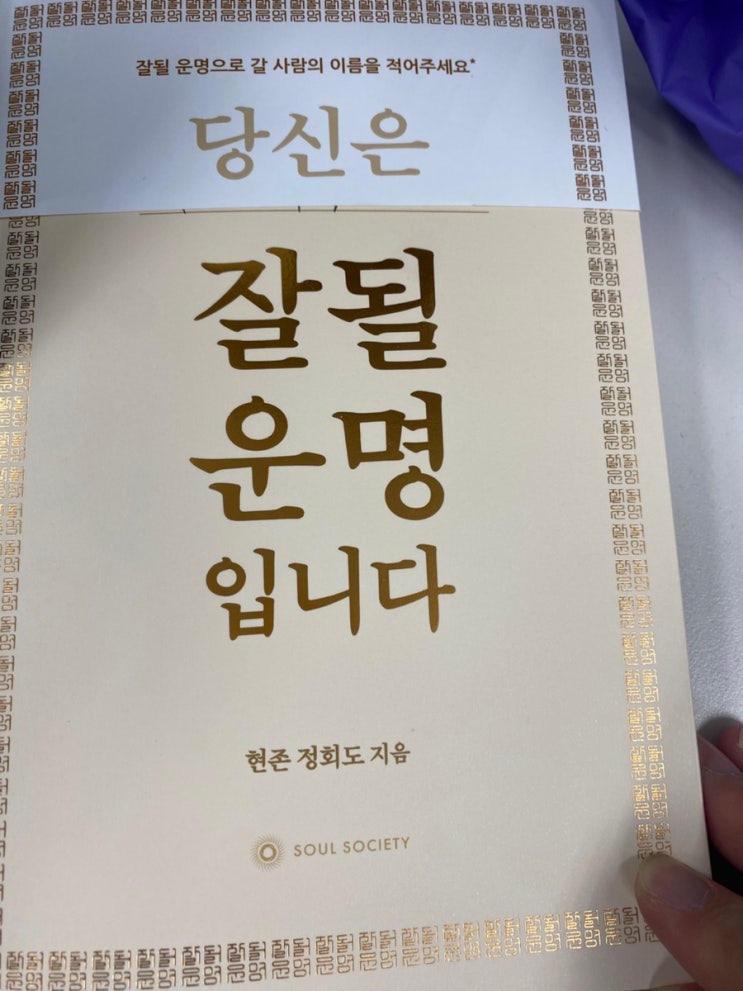 잘될 운명으로 갈 사람의 이름을 적어주세요*
당신은
잘될
운명
입니다
현존 정회도 지음
SOUL SOCIETY